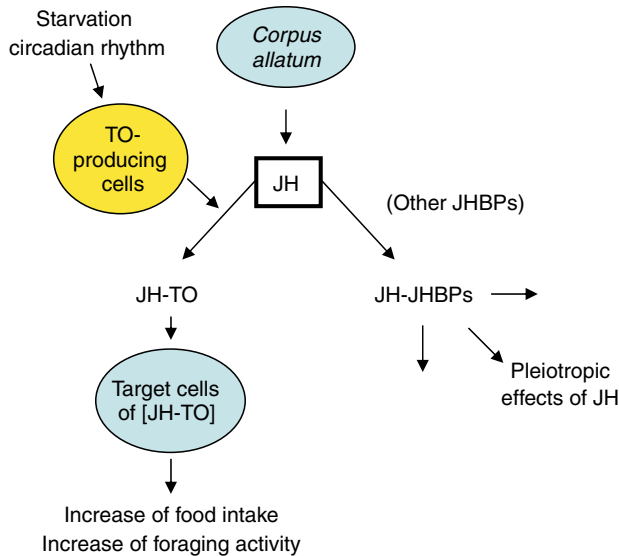 Starvation
circadian rhythm
Corpus
allatum
TO-
producing
cells
JH
(Other JHBPs)
JH-TO
JH-JHBPs
Target cells
of [JH-TO]
Pleiotropic
effects of JH
Increase of food intake
Increase of foraging activity